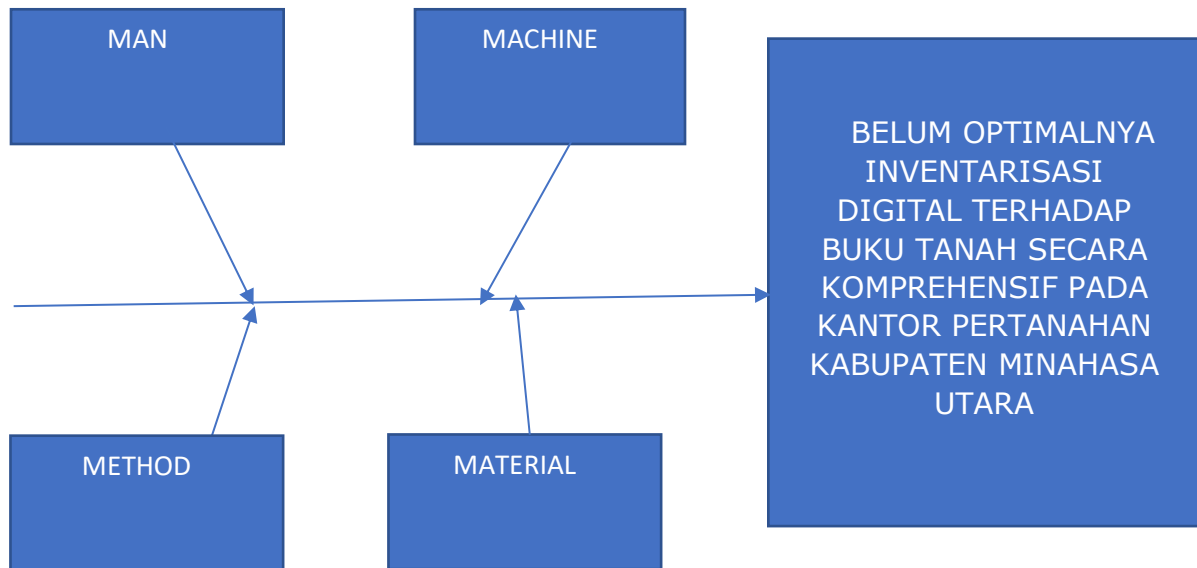 MAN
MACHINE
BELUM OPTIMALNYA
INVENTARISASI
DIGITAL TERHADAP
BUKU TANAH SECARA
KOMPREHENSIF PADA
KANTOR PERTANAHAN
KABUPATEN MINAHASA
UTARA
METHOD
MATERIAL